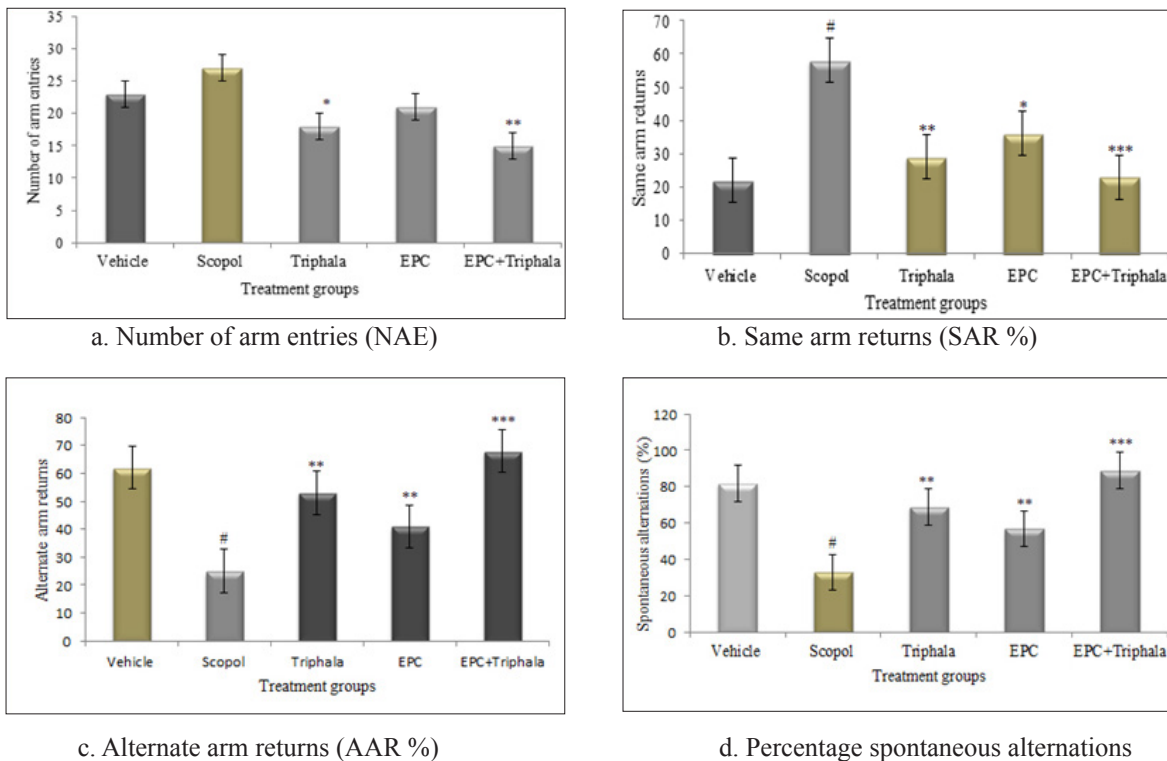 35
30
25
20
15
10
5
0
Number of arm entries
*
**
Vehicle Scopol Triphala EPC EPC+Triphala
Treatment groups
a. Number of arm entries (NAE)
70
60
50
40
30
20
10
0
Same arm returns
#
**
*
***
Vehicle Scopol Triphala EPC EPC+Triphala
Treatment groups
b. Same arm returns (SAR %)
80
70
60
50
40
30
20
10
0
Alternate arm returns
#
**
**
***
Vehicle Scopol Triphala EPC EPC+Triphala
Treatment groups
c. Alternate arm returns (AAR %)
120
100
80
60
40
20
0
Spontaneous alternations (%)
#
**
**
***
Vehicle Scopol Triphala EPC EPC+Triphala
Treatment groups
d. Percentage spontaneous alternations